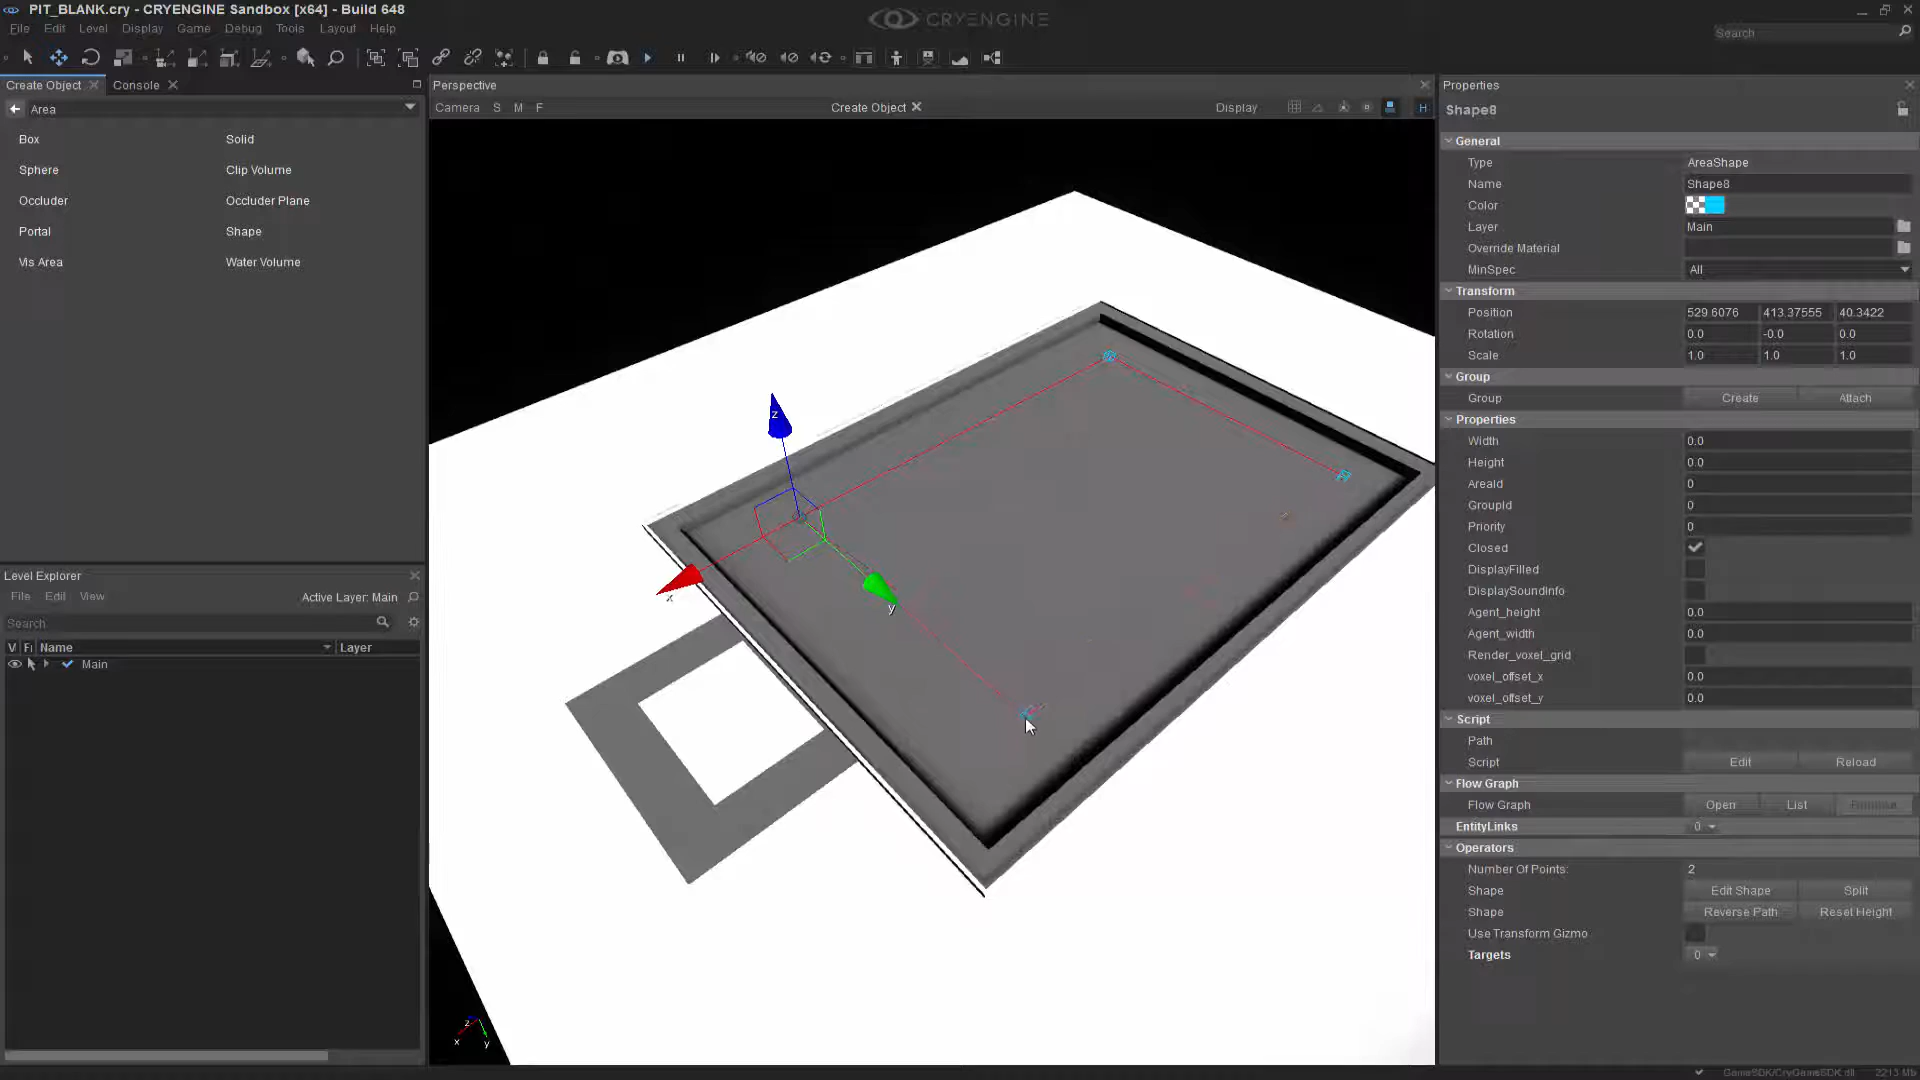 PIT_BLANK.cry - CRYENGINE Sandbox [x64] - Build 648
CRYENGINE
File Edit Level Display Game Debug Tools Layout Help
Search
Create Object Console
Area
Box Solid
Sphere Clip Volume
Occluder Occluder Plane
Portal Shape
Vis Area Water Volume
Level Explorer
File Edit View Active Layer: Main
Search
V Fi Name Layer
Main
Perspective
Camera S M F Create Object Display H
z
x
y
z
x
y
Properties
Shape8
General
Type AreaShape
Name Shape8
Color
Layer Main
Override Material
MinSpec All
Transform
Position 529.6076 413.37555 40.3422
Rotation 0.0 -0.0 0.0
Scale 1.0 1.0 1.0
Group
Group Create Attach
Properties
Width 0.0
Height 0.0
AreaId 0
GroupId 0
Priority 0
Closed
DisplayFilled
DisplaySoundInfo
Agent_height 0.0
Agent_width 0.0
Render_voxel_grid
voxel_offset_x 0.0
voxel_offset_y 0.0
Script
Path
Script Edit Reload
Flow Graph
Flow Graph Open List
EntityLinks 0
Operators
Number Of Points: 2
Shape Edit Shape Split
Shape Reverse Path Reset Height
Use Transform Gizmo
Targets 0
GameSDK/CryGameSDK.dll 2213 Mb